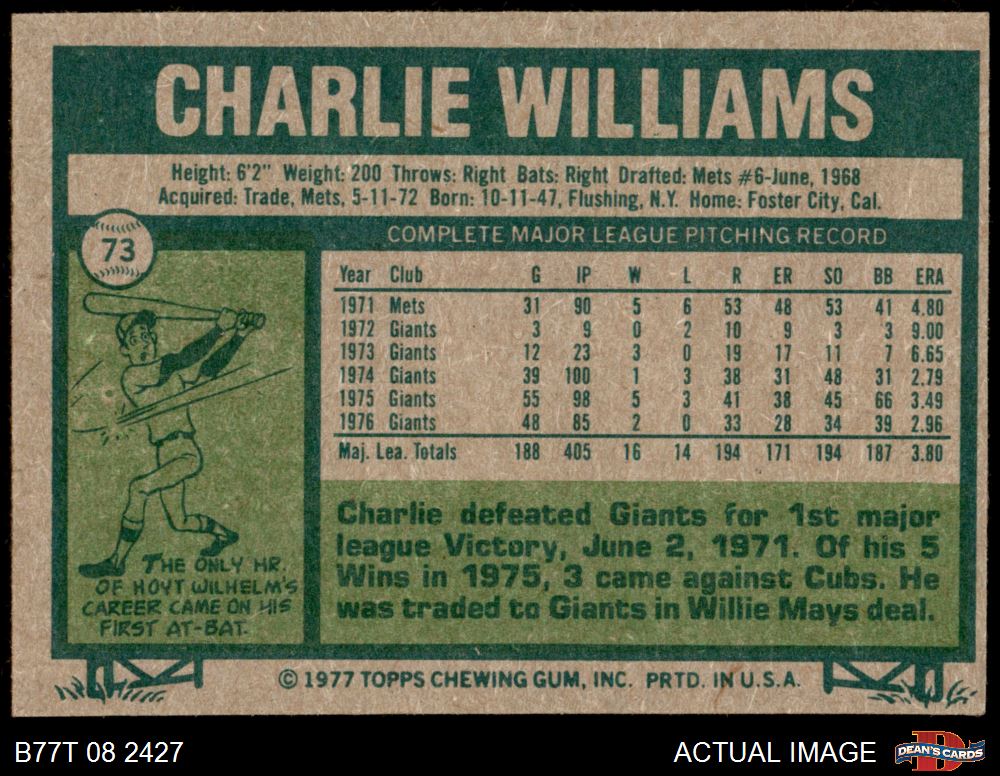 CHARLIE WILLIAMS
Height: 6'2" Weight: 200 Throws: Right Bats: Right Drafted: Mets #6-June, 1968
Acquired: Trade, Mets, 5-11-72 Born: 10-11-47, Flushing, N.Y. Home: Foster City, Cal.
73
COMPLETE MAJOR LEAGUE PITCHING RECORD
Year Club G IP W L R ER SO BB ERA
1971 Mets 31 90 5 6 53 48 53 41 4.80
1972 Giants 3 9 0 2 10 9 3 3 9.00
1973 Giants 12 23 3 0 19 17 11 7 6.65
1974 Giants 39 100 1 3 38 31 48 31 2.79
1975 Giants 55 98 5 3 41 38 45 66 3.49
1976 Giants 48 85 2 0 33 28 34 39 2.96
Maj. Lea. Totals 188 405 16 14 194 171 194 187 3.80
THE ONLY HR.
OF HOYT WILHELM'S
CAREER CAME ON HIS
FIRST AT-BAT.
Charlie defeated Giants for 1st major
league Victory, June 2, 1971. Of his 5
Wins in 1975, 3 came against Cubs. He
was traded to Giants in Willie Mays deal.
© 1977 TOPPS CHEWING GUM, INC. PRTD. IN U.S.A.
B77T 08 2427
ACTUAL IMAGE
D
DEAN'S CARDS